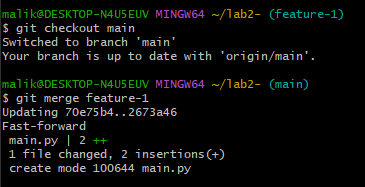 malik@DESKTOP-N4U5EUV MINGW64 ~/lab2- (feature-1)
$ git checkout main
Switched to branch 'main'
Your branch is up to date with 'origin/main'.
malik@DESKTOP-N4U5EUV MINGW64 ~/lab2- (main)
$ git merge feature-1
Updating 70e75b4..2673a46
Fast-forward
main.py | 2 ++
1 file changed, 2 insertions(+)
create mode 100644 main.py